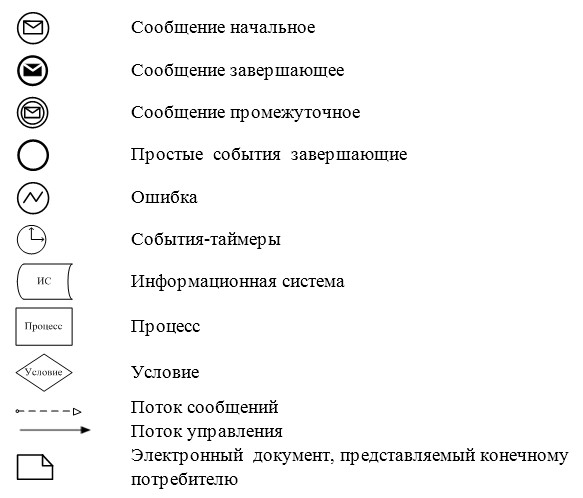 Сообщение начальное
Сообщение завершающее
Сообщение промежуточное
Простые события завершающие
Ошибка
События-таймеры
ИС Информационная система
Процесс Процесс
Условие Условие
Поток сообщений
Поток управления
Электронный документ, представляемый конечному
потребителю